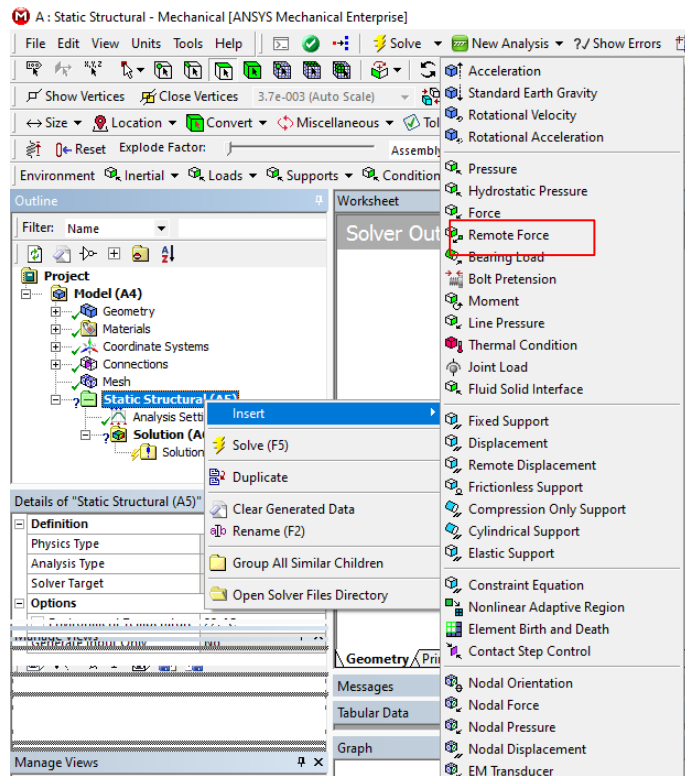 A : Static Structural - Mechanical [ANSYS Mechanical Enterprise]
File Edit View Units Tools Help Solve New Analysis ?/ Show Errors
Show Vertices Close Vertices 3.7e-003 (Auto Scale)
Size Location Convert Miscellaneous Tol
Reset Explode Factor: Assembly
Environment Inertial Loads Supports Condition
Outline
Filter: Name
Project
Model (A4)
Geometry
Materials
Coordinate Systems
Connections
Mesh
Static Structural (A5)
Analysis Setti
Solution (A
Solution
Insert
Solve (F5)
Duplicate
Clear Generated Data
Rename (F2)
Group All Similar Children
Open Solver Files Directory
Details of "Static Structural (A5)"
Definition
Physics Type
Analysis Type
Solver Target
Options
Generate Input Only No
Manage Views
Worksheet
Solver Out
Geometry Pri
Messages
Tabular Data
Graph
Acceleration
Standard Earth Gravity
Rotational Velocity
Rotational Acceleration
Pressure
Hydrostatic Pressure
Force
Remote Force
Bearing Load
Bolt Pretension
Moment
Line Pressure
Thermal Condition
Joint Load
Fluid Solid Interface
Fixed Support
Displacement
Remote Displacement
Frictionless Support
Compression Only Support
Cylindrical Support
Elastic Support
Constraint Equation
Nonlinear Adaptive Region
Element Birth and Death
Contact Step Control
Nodal Orientation
Nodal Force
Nodal Pressure
Nodal Displacement
EM Transducer